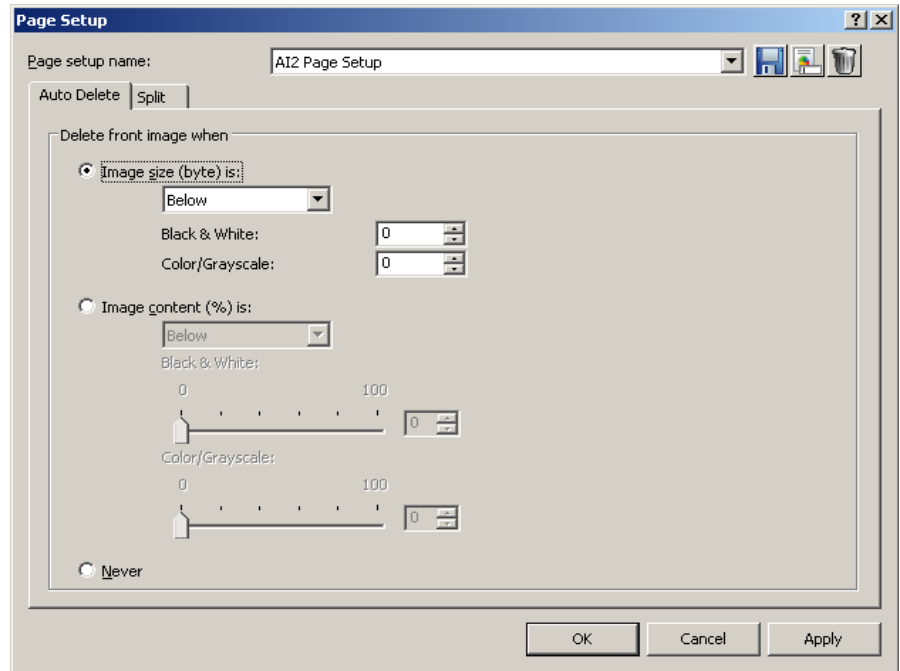 Page Setup
Page setup name: AI2 Page Setup
Auto Delete Split
Delete front image when
Image size (byte) is:
Below
Black & White: 0
Color/Grayscale: 0
Image content (%) is:
Below
Black & White:
0 100
0
Color/Grayscale:
0 100
0
Never
OK Cancel Apply